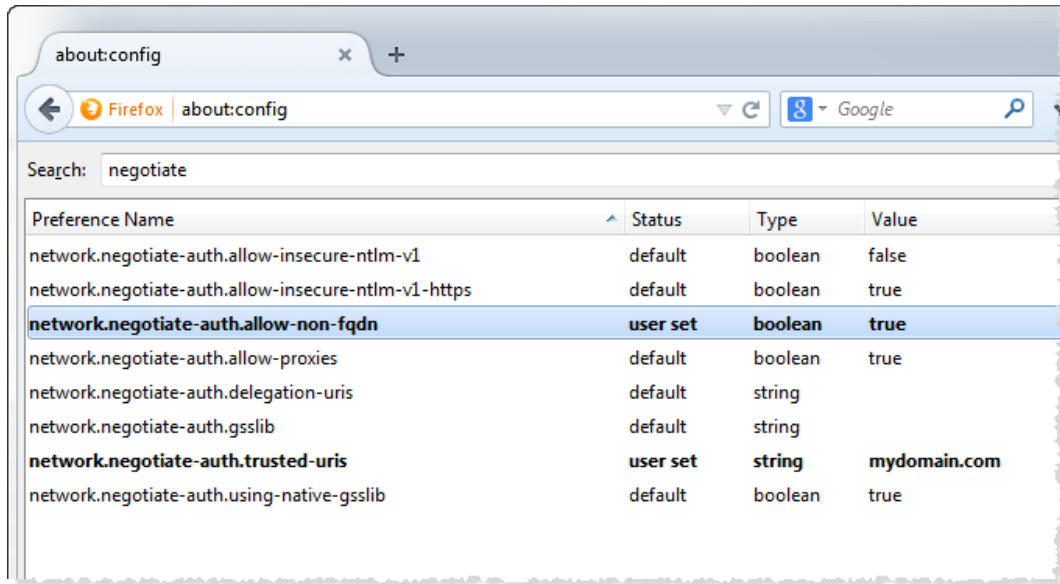 about:config
Firefox about:config Google
Search: negotiate
Preference Name Status Type Value
network.negotiate-auth.allow-insecure-ntlm-v1 default boolean false
network.negotiate-auth.allow-insecure-ntlm-v1-https default boolean true
network.negotiate-auth.allow-non-fqdn user set boolean true
network.negotiate-auth.allow-proxies default boolean true
network.negotiate-auth.delegation-uris default string
network.negotiate-auth.gsslib default string
network.negotiate-auth.trusted-uris user set string mydomain.com
network.negotiate-auth.using-native-gsslib default boolean true